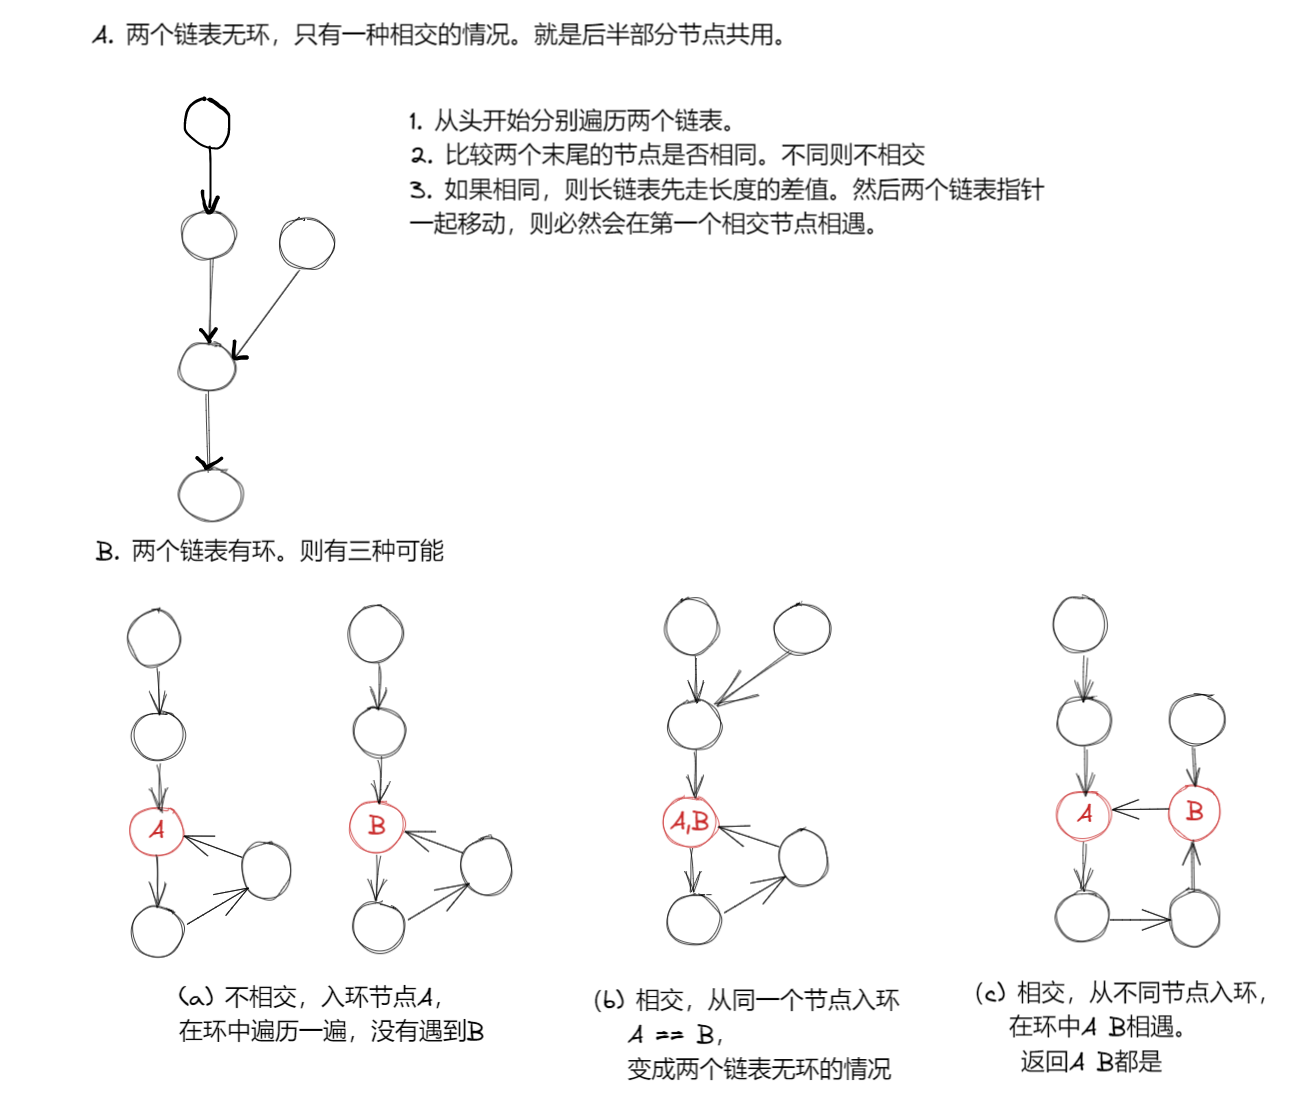 A. 两个链表无环，只有一种相交的情况。就是后半部分节点共用。
1. 从头开始分别遍历两个链表。
2. 比较两个末尾的节点是否相同。不同则不相交
3. 如果相同，则长链表先走长度的差值。然后两个链表指针
一起移动，则必然会在第一个相交节点相遇。
B. 两个链表有环。则有三种可能
A
B
A,B
A
B
(a) 不相交，入环节点A，
在环中遍历一遍，没有遇到B
(b) 相交，从同一个节点入环
A == B，
变成两个链表无环的情况
(c) 相交，从不同节点入环，
在环中A B相遇。
返回A B都是